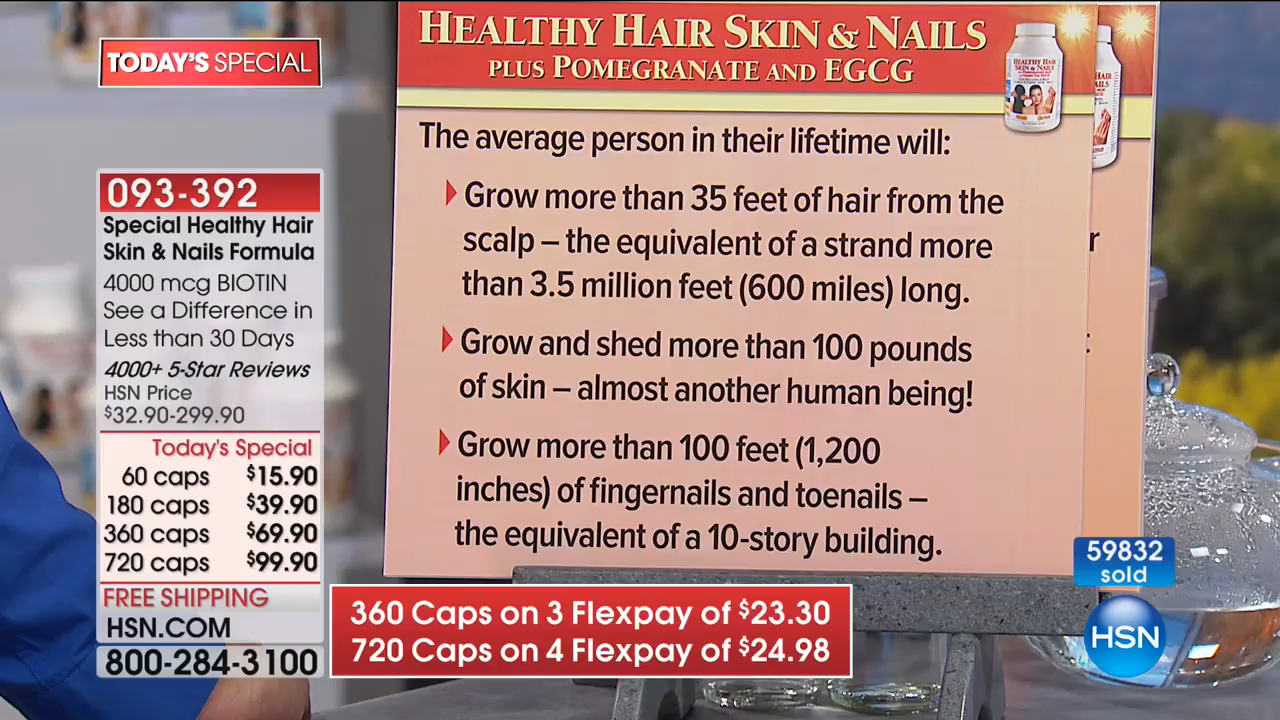 TODAY'S SPECIAL
093-392
Special Healthy Hair
Skin & Nails Formula
4000 mcg BIOTIN
See a Difference in
Less than 30 Days
4000+ 5-Star Reviews
HSN Price
$32.90-299.90
Today's Special
60 caps $15.90
180 caps $39.90
360 caps $69.90
720 caps $99.90
FREE SHIPPING
HSN.COM
800-284-3100
HEALTHY HAIR SKIN & NAILS
PLUS POMEGRANATE AND EGCG
HEALTHY HAIR
SKIN & NAILS
The average person in their lifetime will:
Grow more than 35 feet of hair from the
scalp – the equivalent of a strand more
than 3.5 million feet (600 miles) long.
Grow and shed more than 100 pounds
of skin – almost another human being!
Grow more than 100 feet (1,200
inches) of fingernails and toenails –
the equivalent of a 10-story building.
360 Caps on 3 Flexpay of $23.30
720 Caps on 4 Flexpay of $24.98
59832
sold
HSN